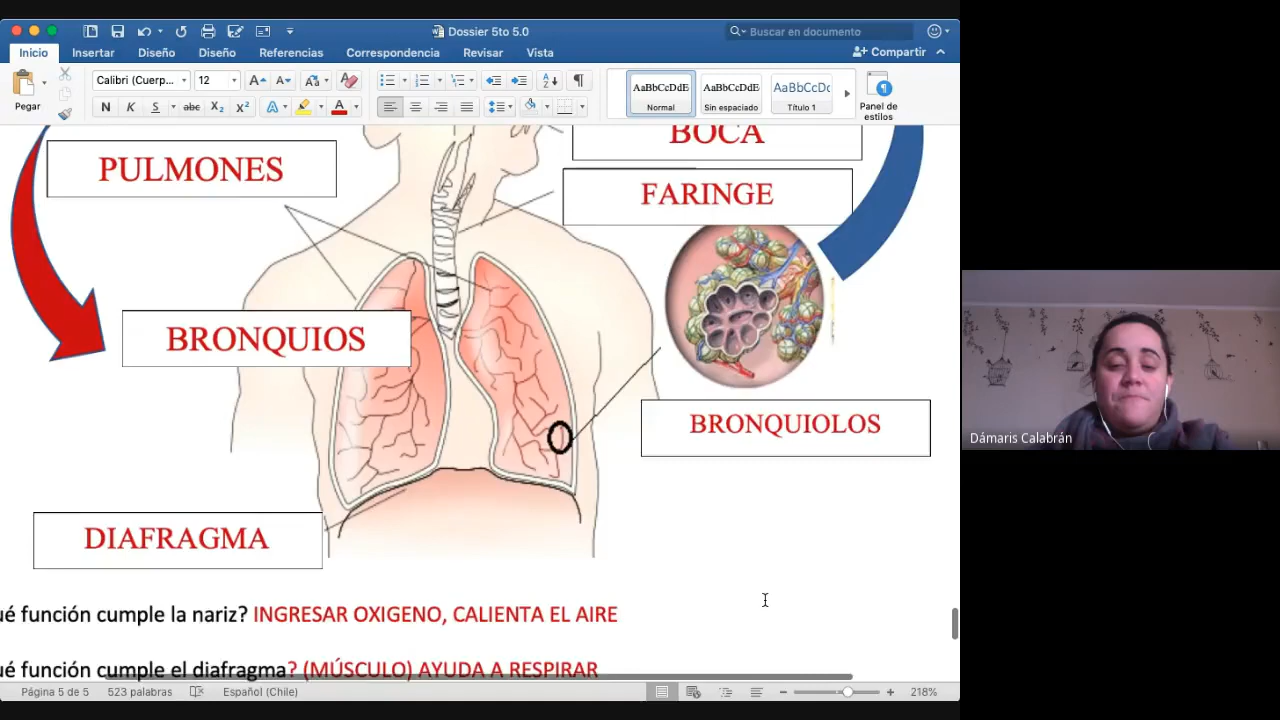 Dossier 5to 5.0
Buscar en documento
Inicio Insertar Diseño Diseño Referencias Correspondencia Revisar Vista Compartir
Pegar
Calibri (Cuerp... 12
N K S abc X₂ X² A A
AaBbCcDdE AaBbCcDdE AaBbCcDc
Normal Sin espaciado Título 1
Panel de
estilos
BOCA
PULMONES
FARINGE
BRONQUIOS
BRONQUIOLOS
DIAFRAGMA
ué función cumple la nariz? INGRESAR OXIGENO, CALIENTA EL AIRE
ué función cumple el diafragma? (MÚSCULO) AYUDA A RESPIRAR
Página 5 de 5 523 palabras Español (Chile) 218%
Dámaris Calabrán